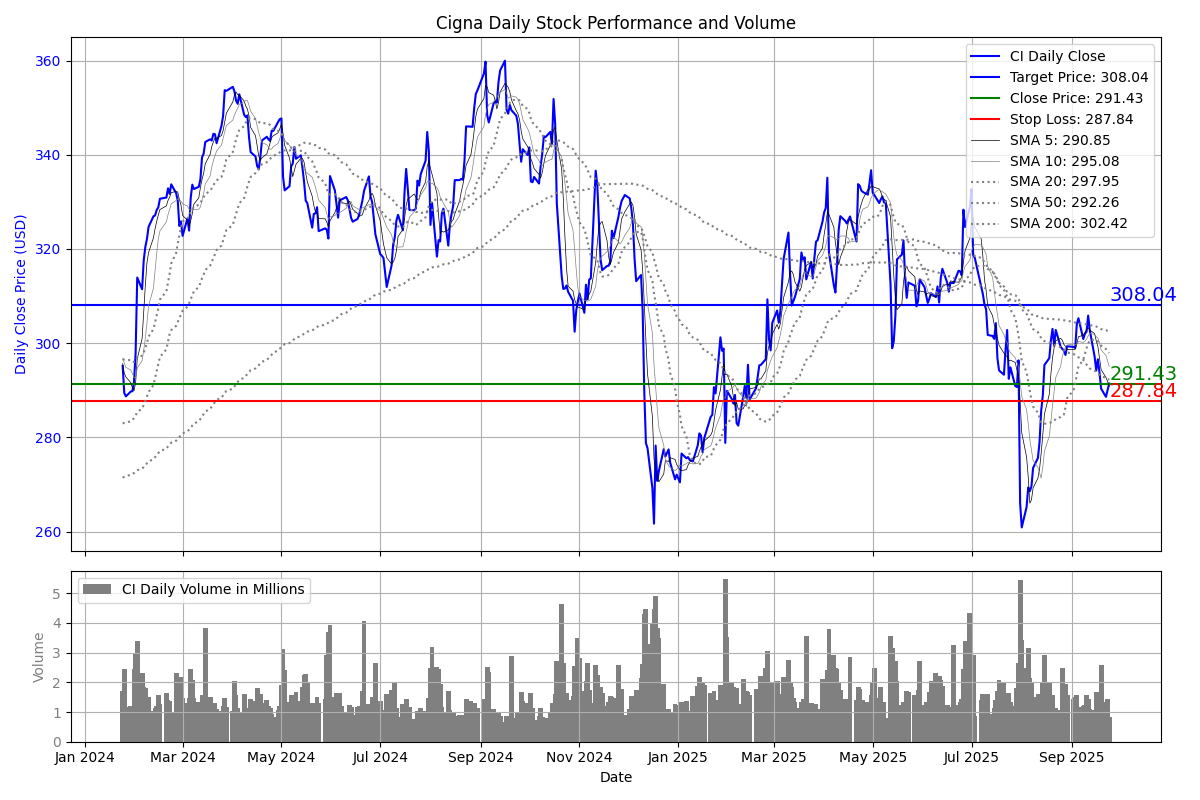 Cigna Daily Stock Performance and Volume
Daily Close Price (USD)
360
340
320
300
280
260
CI Daily Close
Target Price: 308.04
Close Price: 291.43
Stop Loss: 287.84
SMA 5: 290.85
SMA 10: 295.08
SMA 20: 297.95
SMA 50: 292.26
SMA 200: 302.42
308.04
291.43
287.84
CI Daily Volume in Millions
Volume
5
4
3
2
1
0
Jan 2024 Mar 2024 May 2024 Jul 2024 Sep 2024 Nov 2024 Jan 2025 Mar 2025 May 2025 Jul 2025 Sep 2025
Date